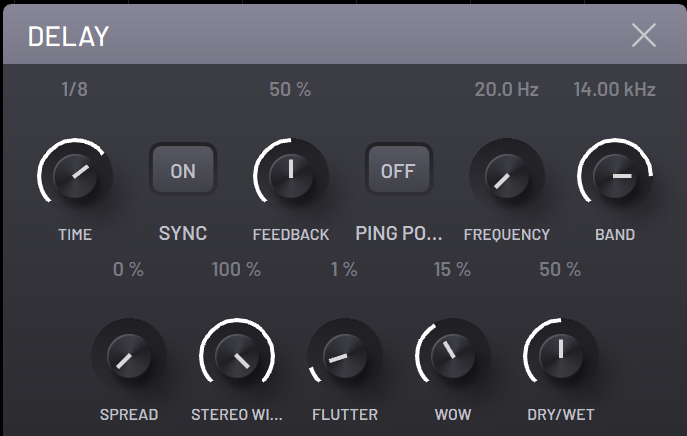 DELAY
1/8 50 % 20.0 Hz 14.00 kHz
ON OFF
TIME SYNC FEEDBACK PING PO... FREQUENCY BAND
0 % 100 % 1 % 15 % 50 %
SPREAD STEREO WI... FLUTTER WOW DRY/WET